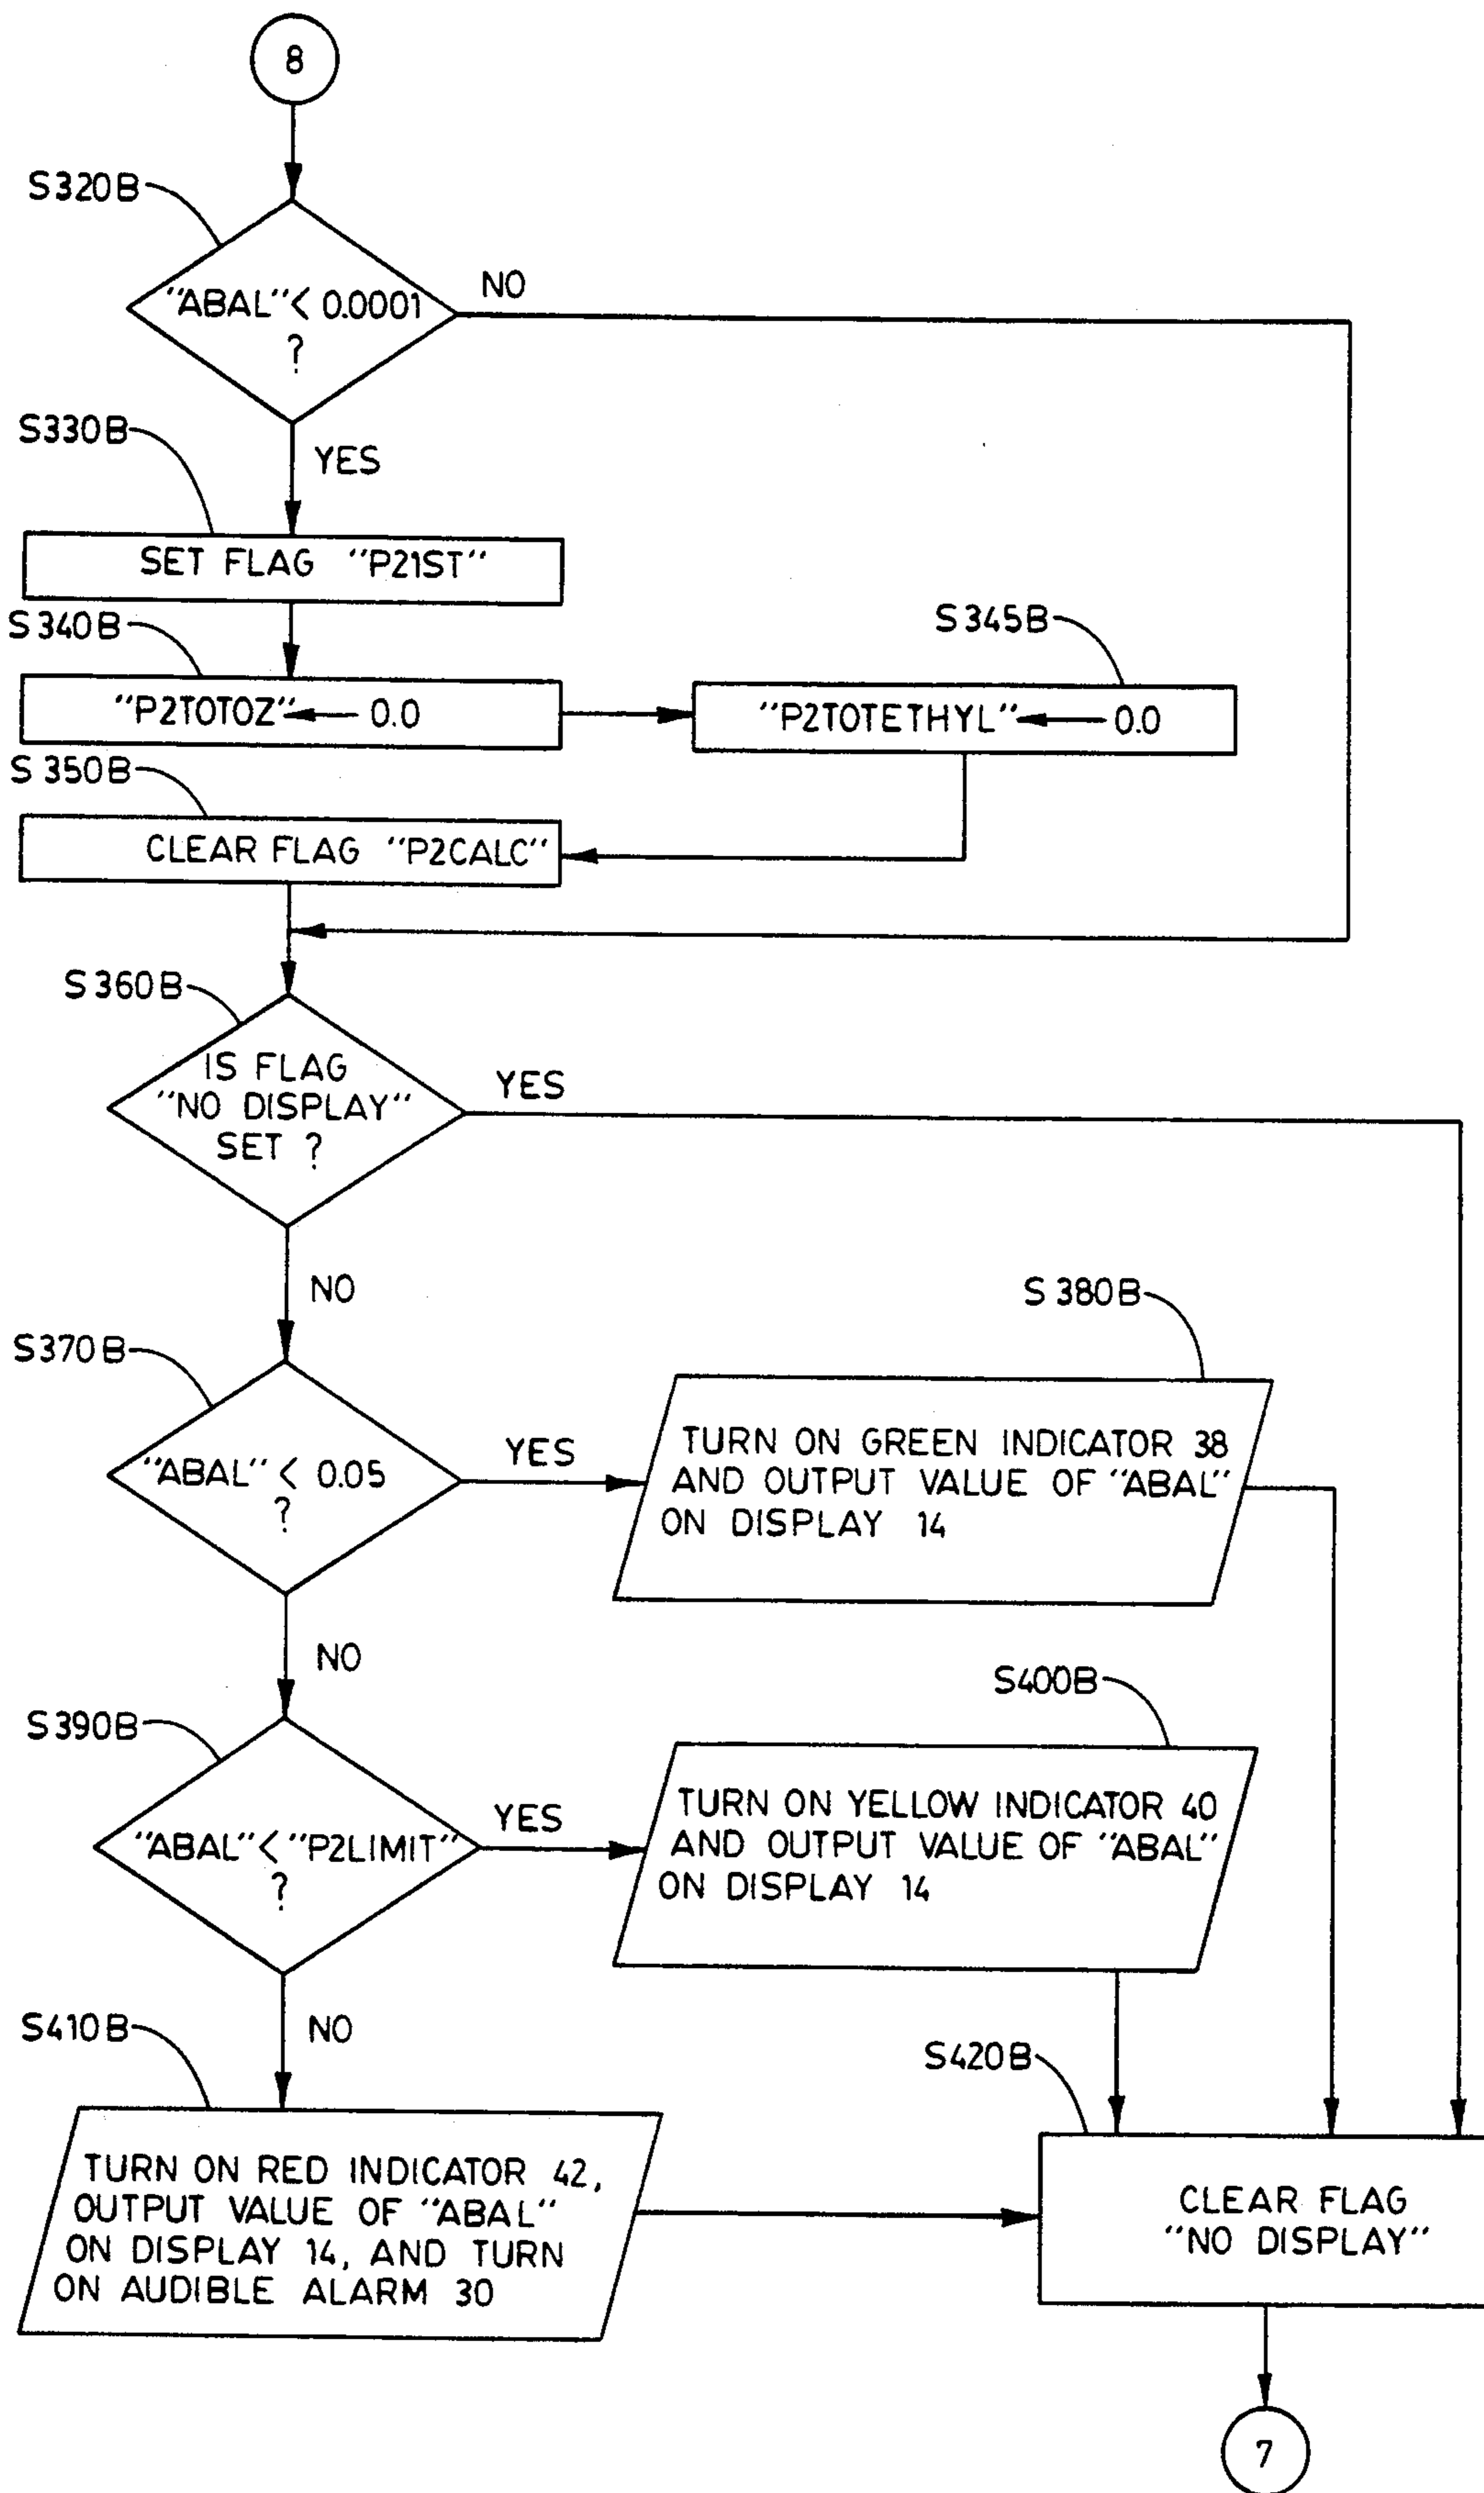 8
S320B
"ABAL" < 0.0001
?
NO
YES
S330B
SET FLAG "P21ST"
S340B
"P2TOTOZ" ← 0.0
S345B
"P2TOTETHYL" ← 0.0
S350B
CLEAR FLAG "P2CALC"
S360B
IS FLAG
"NO DISPLAY"
SET ?
YES
NO
S370B
"ABAL" < 0.05
?
YES
S380B
TURN ON GREEN INDICATOR 38
AND OUTPUT VALUE OF "ABAL"
ON DISPLAY 14
NO
S390B
"ABAL" < "P2LIMIT"
?
YES
S400B
TURN ON YELLOW INDICATOR 40
AND OUTPUT VALUE OF "ABAL"
ON DISPLAY 14
NO
S410B
TURN ON RED INDICATOR 42,
OUTPUT VALUE OF "ABAL"
ON DISPLAY 14, AND TURN
ON AUDIBLE ALARM 30
S420B
CLEAR FLAG
"NO DISPLAY"
7